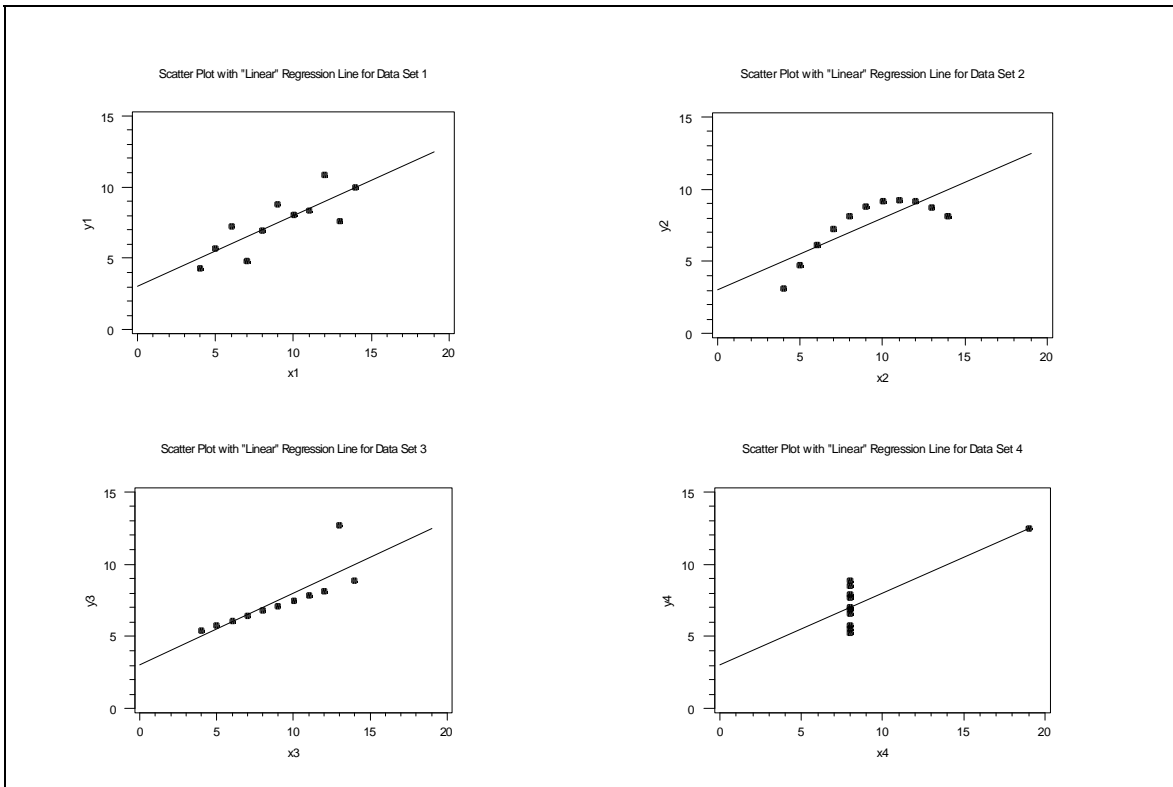 Scatter Plot with "Linear" Regression Line for Data Set 1
15
10
5
0
y1
0 5 10 15 20
x1
Scatter Plot with "Linear" Regression Line for Data Set 2
15
10
5
0
y2
0 5 10 15 20
x2
Scatter Plot with "Linear" Regression Line for Data Set 3
15
10
5
0
y3
0 5 10 15 20
x3
Scatter Plot with "Linear" Regression Line for Data Set 4
15
10
5
0
y4
0 5 10 15 20
x4